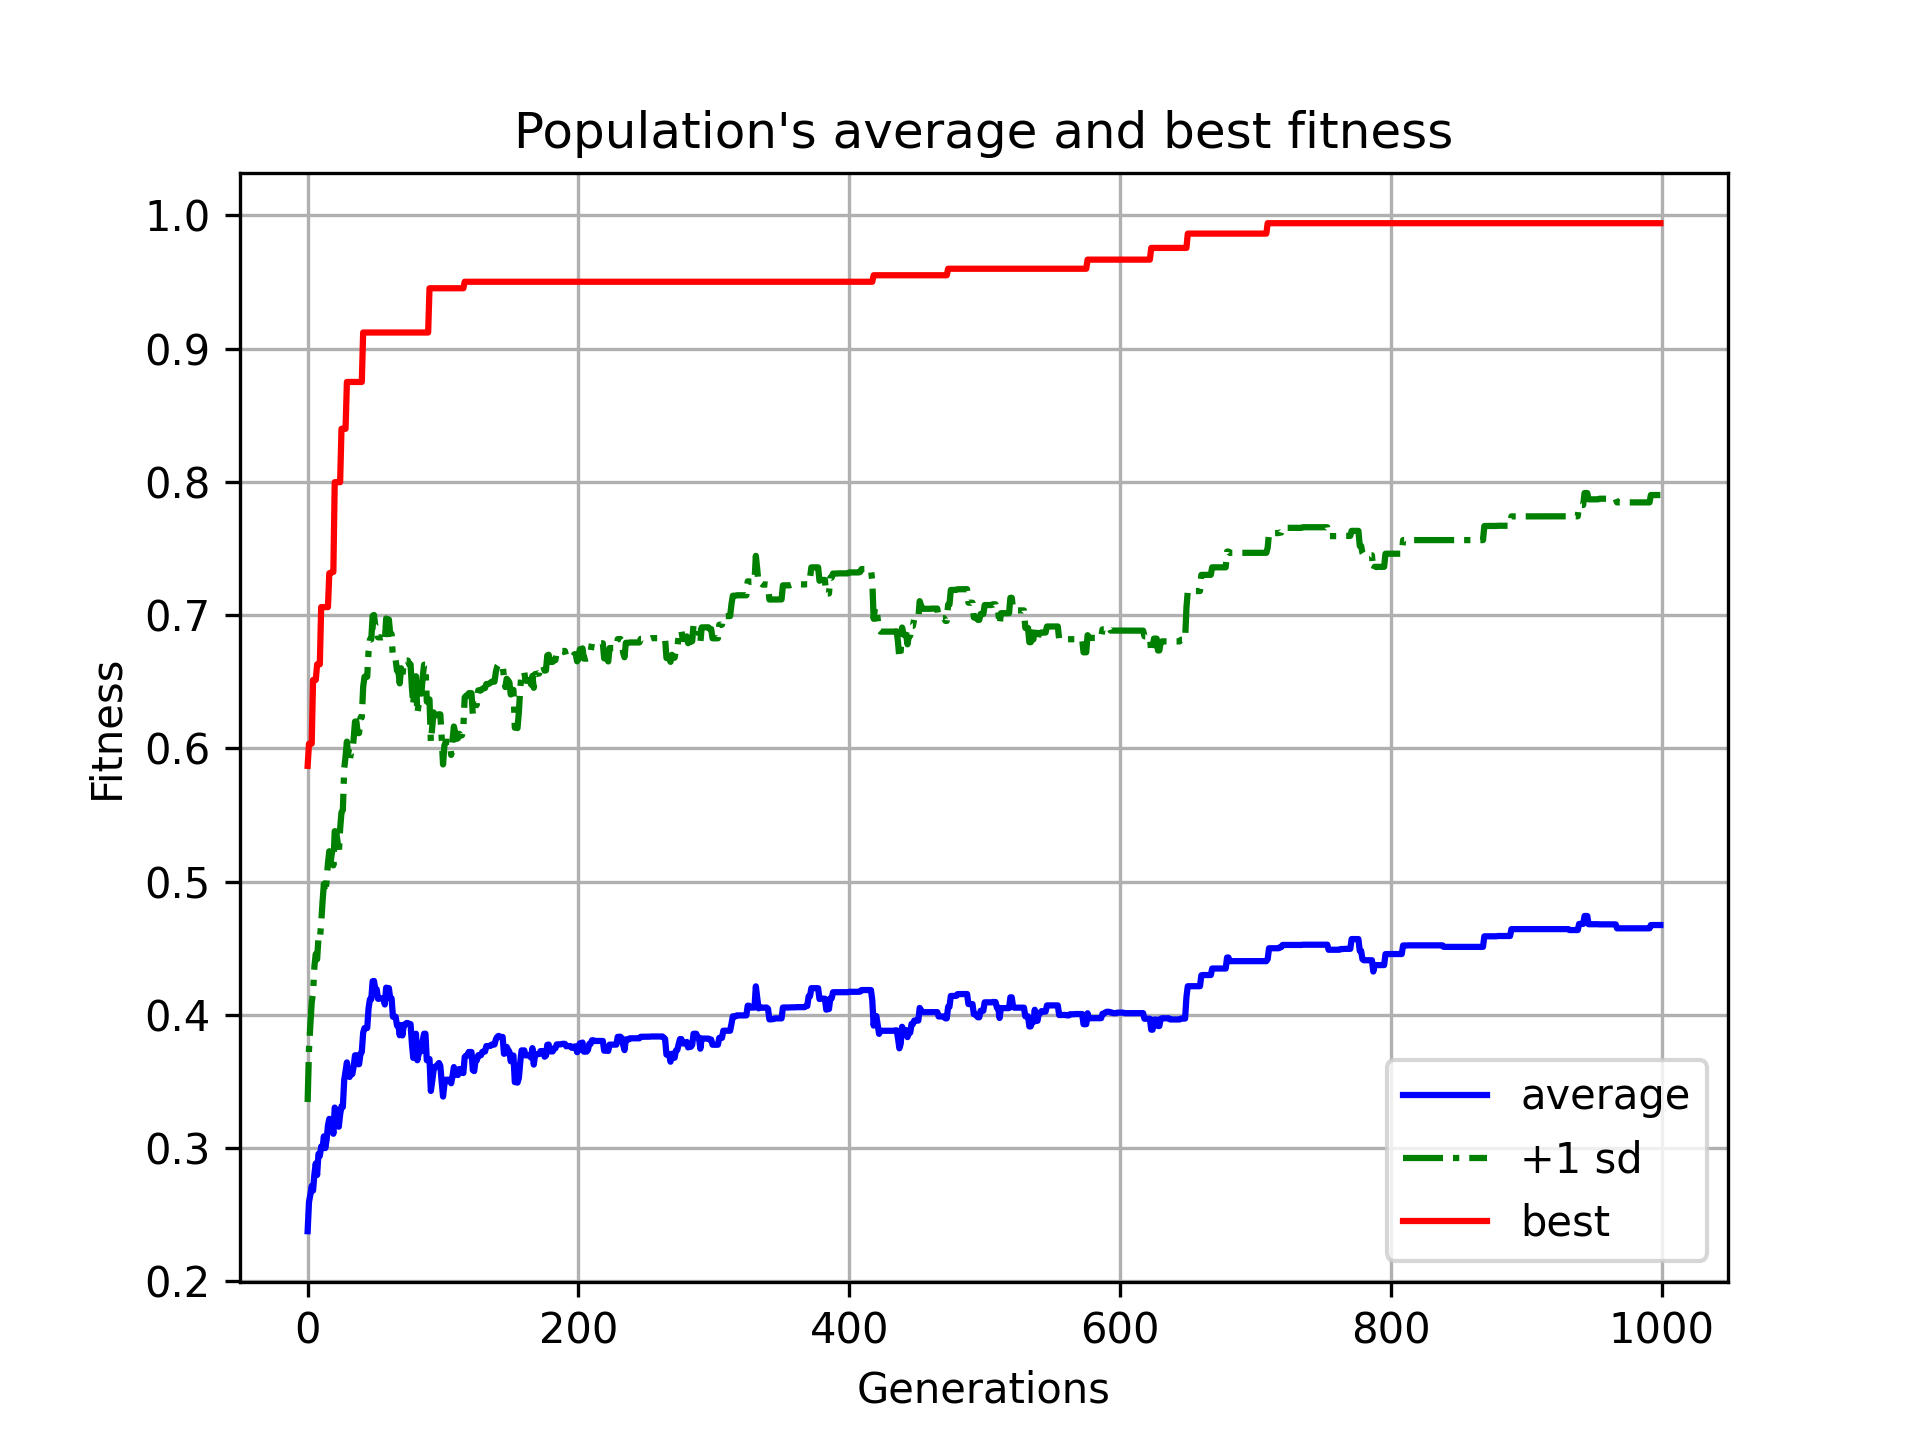 Population's average and best fitness
1.0
0.9
0.8
0.7
0.6
0.5
0.4
0.3
0.2
Fitness
average
+1 sd
best
0 200 400 600 800 1000
Generations